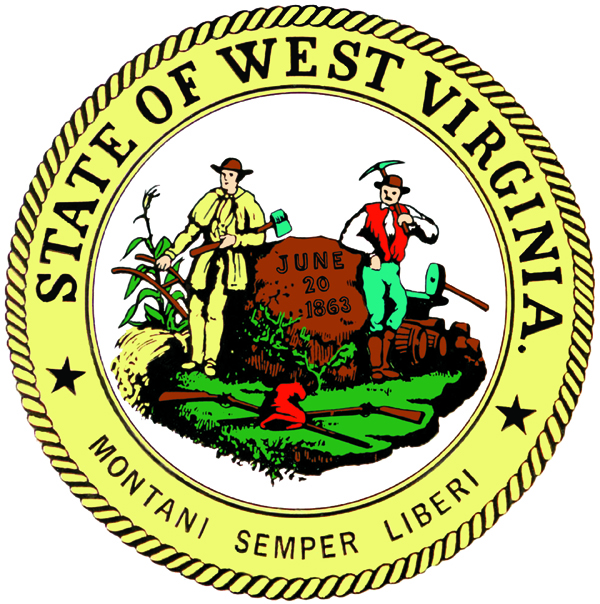 STATE OF WEST VIRGINIA.
JUNE
20
1863
MONTANI SEMPER LIBERI